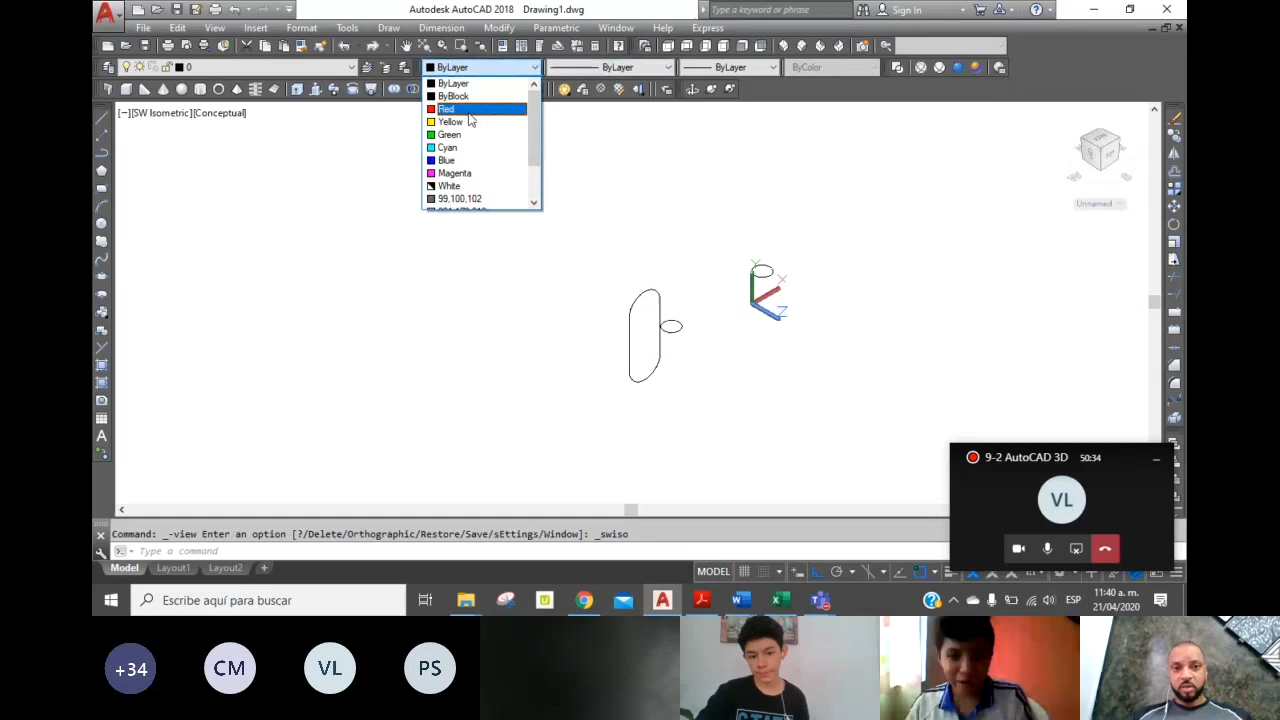 Autodesk AutoCAD 2018 Drawing1.dwg
Type a keyword or phrase
Sign In
File Edit View Insert Format Tools Draw Dimension Modify Parametric Window Help Express
0
ByLayer
ByLayer
ByLayer
ByColor
ByLayer
ByBlock
Red
Yellow
Green
Cyan
Blue
Magenta
White
99,100,102
[−][SW Isometric][Conceptual]
TOP
Unnamed
Y
X
Z
9-2 AutoCAD 3D 50:34
VL
Command: _-view Enter an option [?/Delete/Orthographic/Restore/Save/sEttings/Window]: _swiso
Type a command
Model Layout1 Layout2 +
MODEL
Escribe aquí para buscar
ESP
11:40 a. m.
21/04/2020
+34
CM
VL
PS